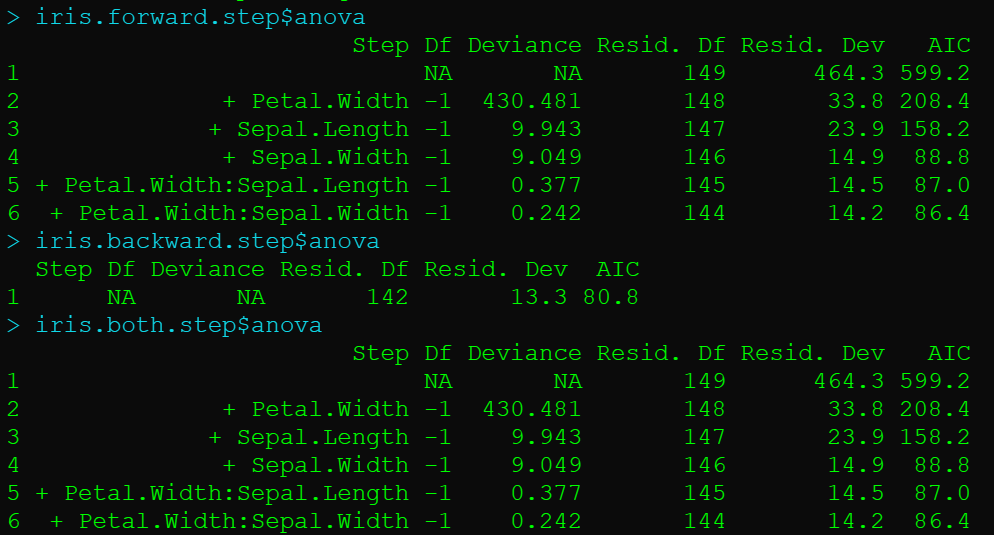 > iris.forward.step$anova
                        Step Df Deviance Resid. Df Resid. Dev   AIC
1                            NA       NA       149      464.3 599.2
2              + Petal.Width -1  430.481       148       33.8 208.4
3             + Sepal.Length -1    9.943       147       23.9 158.2
4              + Sepal.Width -1    9.049       146       14.9  88.8
5 + Petal.Width:Sepal.Length -1    0.377       145       14.5  87.0
6  + Petal.Width:Sepal.Width -1    0.242       144       14.2  86.4
> iris.backward.step$anova
  Step Df Deviance Resid. Df Resid. Dev  AIC
1      NA       NA       142       13.3 80.8
> iris.both.step$anova
                        Step Df Deviance Resid. Df Resid. Dev   AIC
1                            NA       NA       149      464.3 599.2
2              + Petal.Width -1  430.481       148       33.8 208.4
3             + Sepal.Length -1    9.943       147       23.9 158.2
4              + Sepal.Width -1    9.049       146       14.9  88.8
5 + Petal.Width:Sepal.Length -1    0.377       145       14.5  87.0
6  + Petal.Width:Sepal.Width -1    0.242       144       14.2  86.4